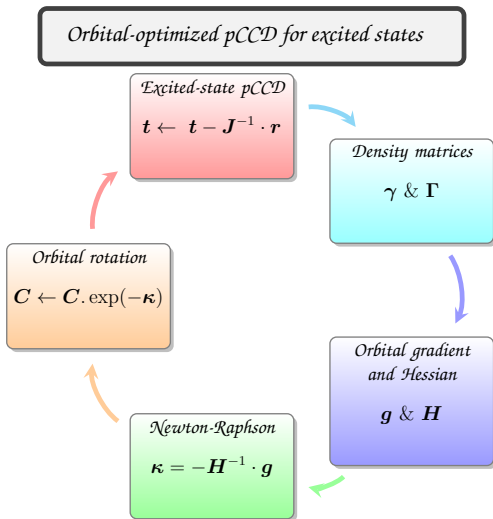 Orbital-optimized pCCD for excited states
Excited-state pCCD
t ← t − J⁻¹ · r
Density matrices
γ & Γ
Orbital gradient
and Hessian
g & H
Newton-Raphson
κ = −H⁻¹ · g
Orbital rotation
C ← C. exp(−κ)